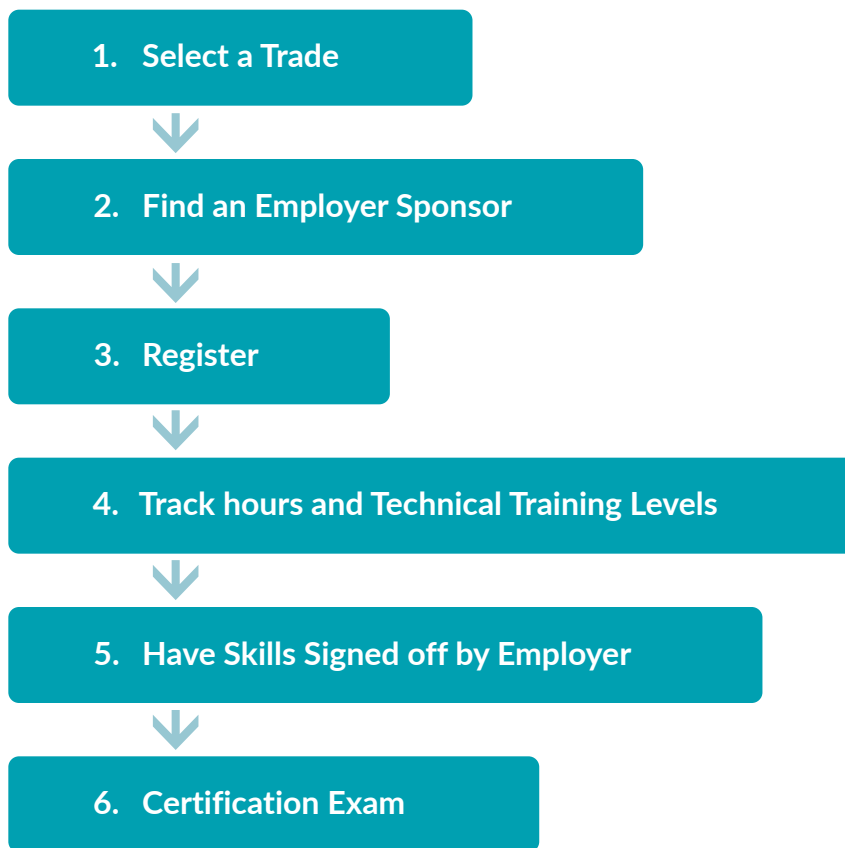 1. Select a Trade
2. Find an Employer Sponsor
3. Register
4. Track hours and Technical Training Levels
5. Have Skills Signed off by Employer
6. Certification Exam